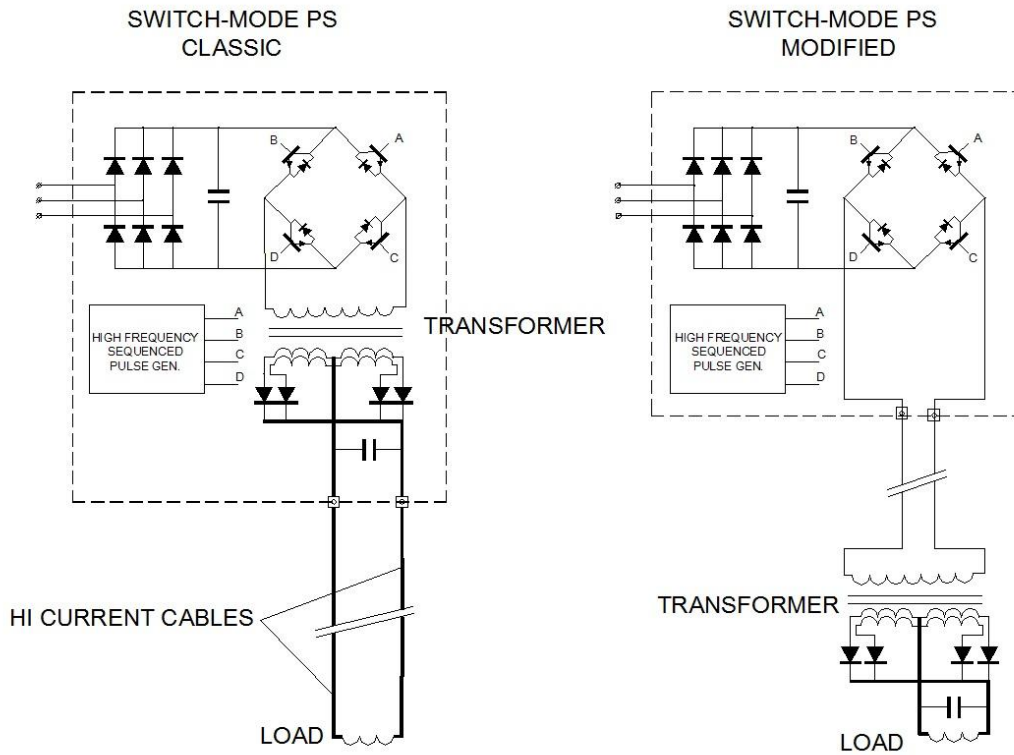 SWITCH-MODE PS
CLASSIC
B
A
D
C
HIGH FREQUENCY
SEQUENCED
PULSE GEN.
A
B
C
D
TRANSFORMER
HI CURRENT CABLES
LOAD
SWITCH-MODE PS
MODIFIED
B
A
D
C
HIGH FREQUENCY
SEQUENCED
PULSE GEN.
A
B
C
D
TRANSFORMER
LOAD